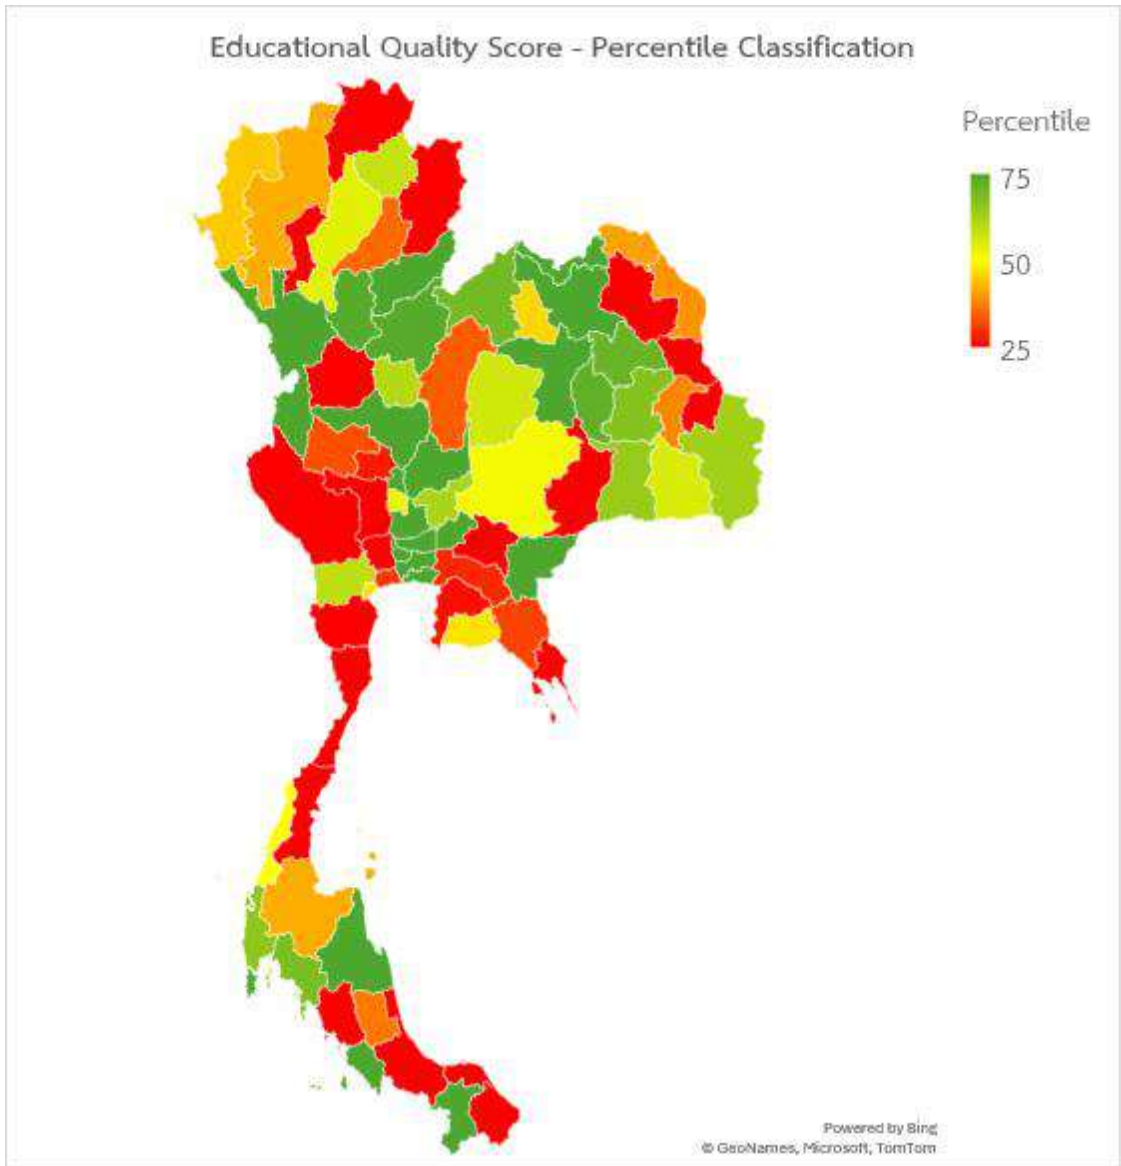 Educational Quality Score - Percentile Classification
Percentile
75
50
25
Powered by Bing
© GeoNames, Microsoft, TomTom